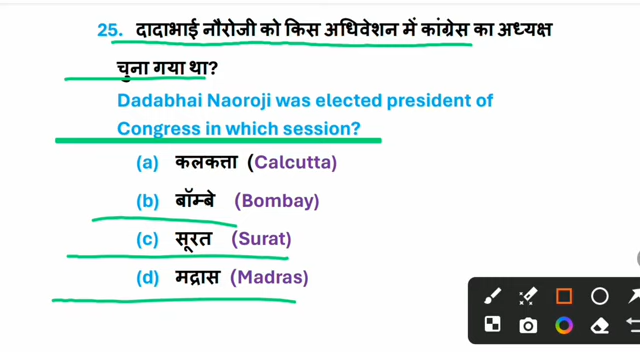 25. दादाभाई नौरोजी को किस अधिवेशन में कांग्रेस का अध्यक्ष
चुना गया था?
Dadabhai Naoroji was elected president of
Congress in which session?
(a) कलकत्ता (Calcutta)
(b) बॉम्बे (Bombay)
(c) सूरत (Surat)
(d) मद्रास (Madras)